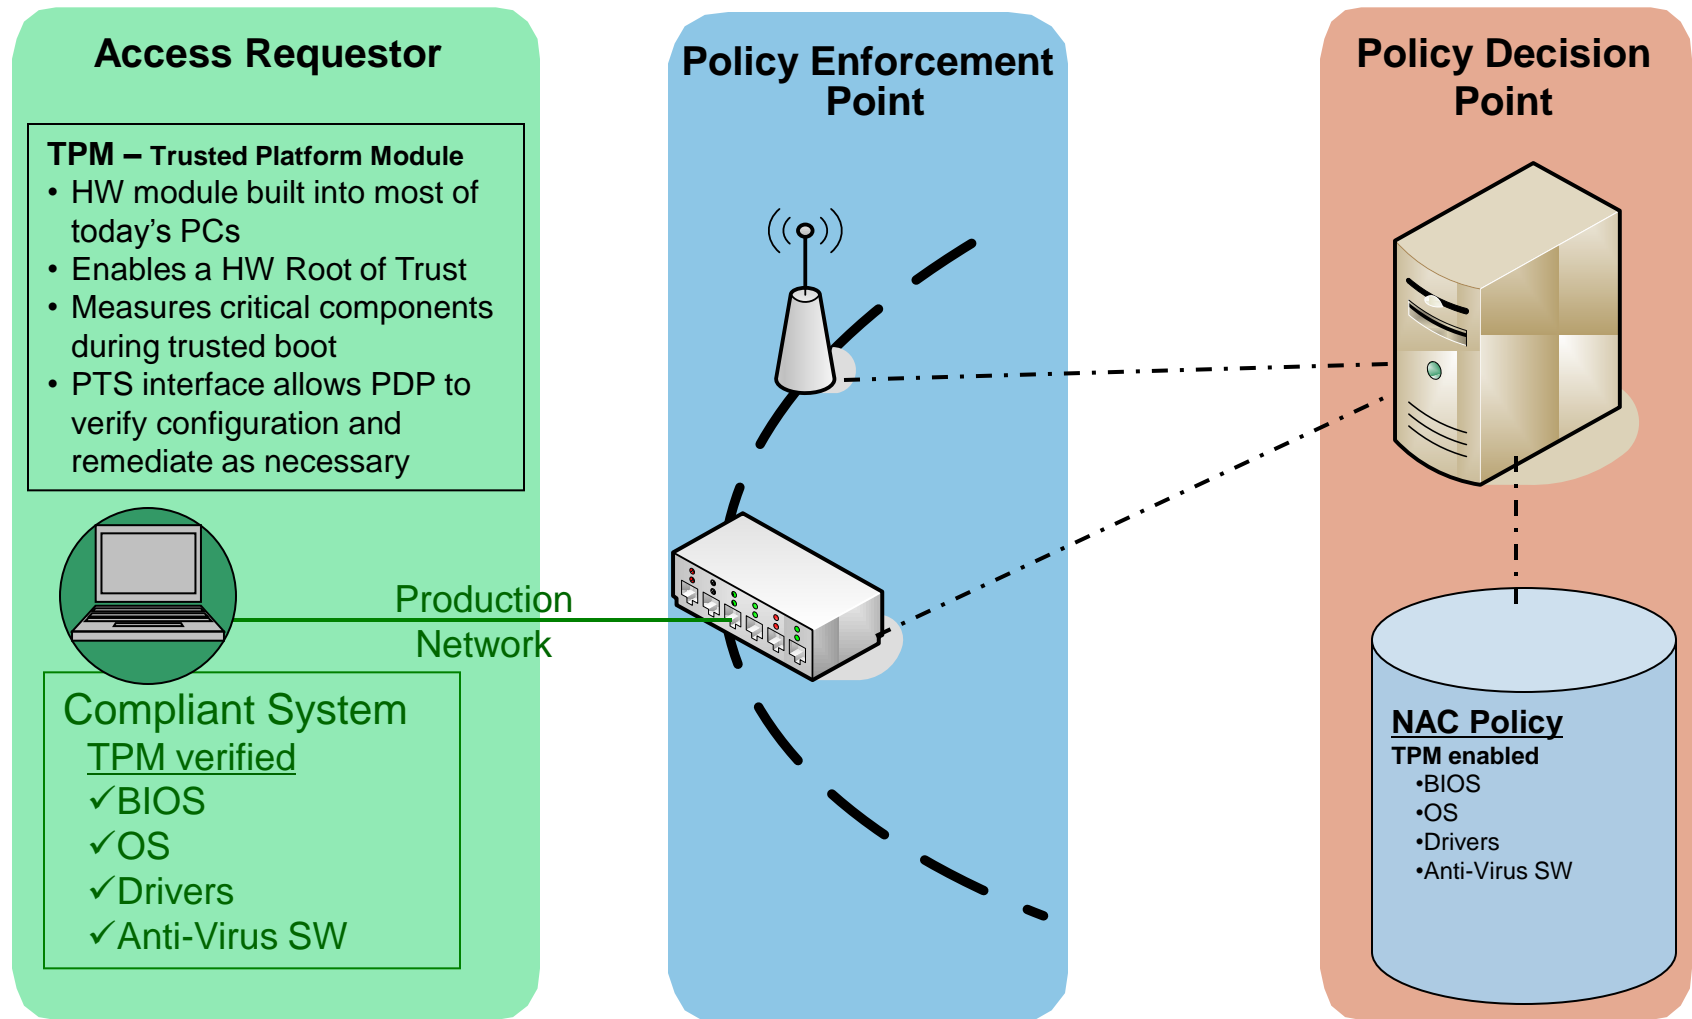 Access Requestor
TPM – Trusted Platform Module
• HW module built into most of
today's PCs
• Enables a HW Root of Trust
• Measures critical components
during trusted boot
• PTS interface allows PDP to
verify configuration and
remediate as necessary
Production
Network
Compliant System
TPM verified
✓BIOS
✓OS
✓Drivers
✓Anti-Virus SW
Policy Enforcement
Point
Policy Decision
Point
NAC Policy
TPM enabled
•BIOS
•OS
•Drivers
•Anti-Virus SW